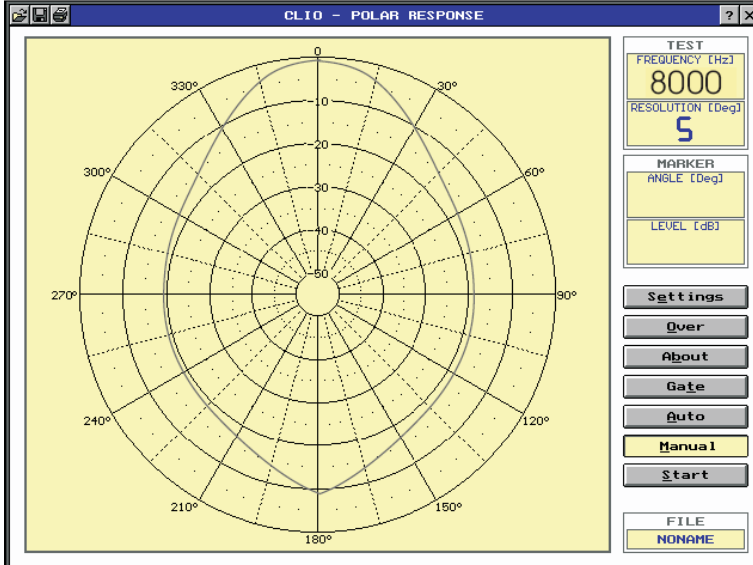 CLIO - POLAR RESPONSE
?
X
0
330°
30°
-10
-20
300°
60°
-30
-40
-50
270°
90°
240°
120°
210°
150°
180°
TEST
FREQUENCY [Hz]
8000
RESOLUTION [Deg]
5
MARKER
ANGLE [Deg]
LEVEL [dB]
Settings
Over
About
Gate
Auto
Manual
Start
FILE
NONAME